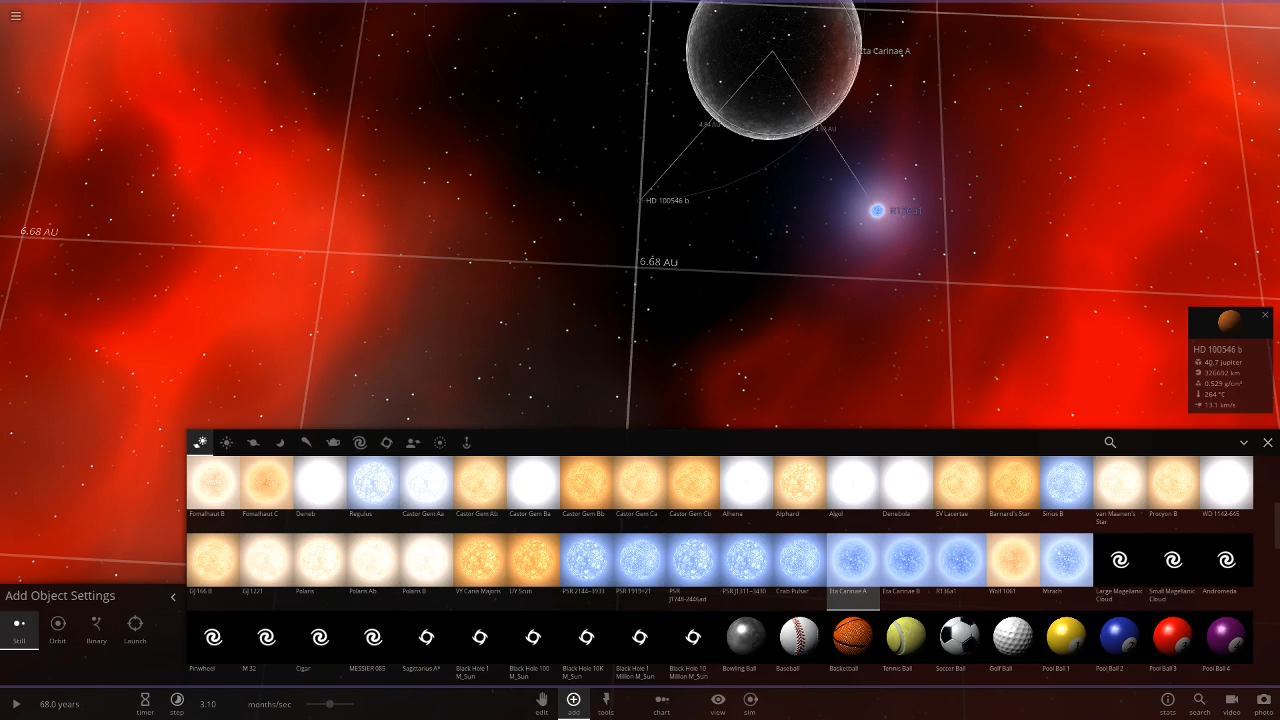 Eta Carinae A
4.94 AU
HD 100546 b
R136a1
6.68 AU
6.68 AU
HD 100546 b
40.7 Jupiter
326692 km
0.529 g/cm³
264 °C
13.1 km/s
Fomalhaut B
Fomalhaut C
Deneb
Regulus
Castor Gem Aa
Castor Gem Ab
Castor Gem Ba
Castor Gem Bb
Castor Gem Ca
Castor Gem Cb
Alhena
Alphard
Algol
Denebola
EV Lacertae
Barnard's Star
Sirius B
van Maanen's Star
Procyon B
WD 1142-645
GJ 166 B
GJ 1221
Polaris
Polaris Ab
Polaris B
VY Canis Majoris
UY Scuti
PSR 2144-3933
PSR 1919+21
PSR J1748-2446ad
PSR J1311-3430
Crab Pulsar
Eta Carinae A
Eta Carinae B
R136a1
Wolf 1061
Mirach
Large Magellanic Cloud
Small Magellanic Cloud
Andromeda
Pinwheel
M 32
Cigar
MESSIER 085
Sagittarius A*
Black Hole 1 M_Sun
Black Hole 100 M_Sun
Black Hole 10K M_Sun
Black Hole 1 Million M_Sun
Black Hole 10 Million M_Sun
Bowling Ball
Baseball
Basketball
Tennis Ball
Soccer Ball
Golf Ball
Pool Ball 1
Pool Ball 2
Pool Ball 3
Pool Ball 4
Add Object Settings
Still
Orbit
Binary
Launch
68.0 years
timer
step
3.10
months/sec
edit
add
tools
chart
view
sim
stats
search
video
photo